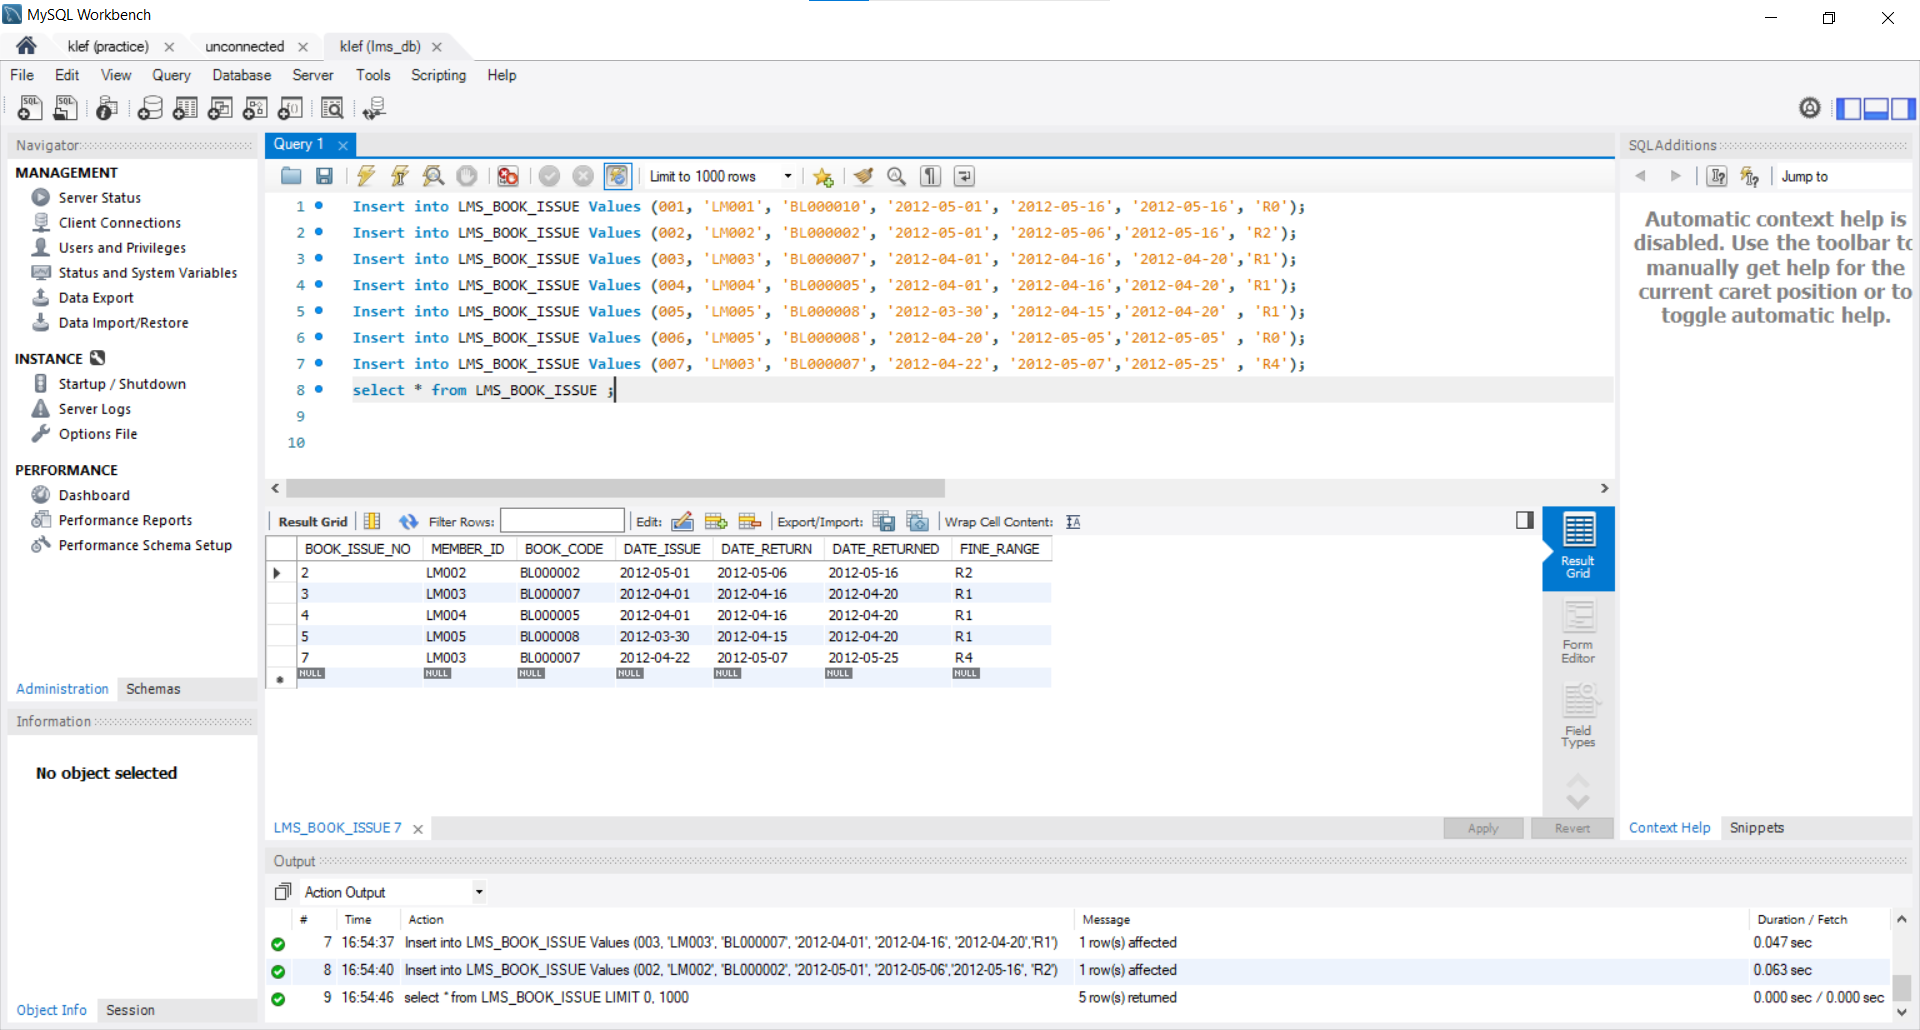 MySQL Workbench
klef (practice)
unconnected
klef (lms_db)
File Edit View Query Database Server Tools Scripting Help
Navigator
MANAGEMENT
Server Status
Client Connections
Users and Privileges
Status and System Variables
Data Export
Data Import/Restore
INSTANCE
Startup / Shutdown
Server Logs
Options File
PERFORMANCE
Dashboard
Performance Reports
Performance Schema Setup
Administration Schemas
Information
No object selected
Object Info Session
Query 1
Limit to 1000 rows
1 Insert into LMS_BOOK_ISSUE Values (001, 'LM001', 'BL000010', '2012-05-01', '2012-05-16', '2012-05-16', 'R0');
2 Insert into LMS_BOOK_ISSUE Values (002, 'LM002', 'BL000002', '2012-05-01', '2012-05-06','2012-05-16', 'R2');
3 Insert into LMS_BOOK_ISSUE Values (003, 'LM003', 'BL000007', '2012-04-01', '2012-04-16', '2012-04-20','R1');
4 Insert into LMS_BOOK_ISSUE Values (004, 'LM004', 'BL000005', '2012-04-01', '2012-04-16','2012-04-20', 'R1');
5 Insert into LMS_BOOK_ISSUE Values (005, 'LM005', 'BL000008', '2012-03-30', '2012-04-15','2012-04-20' , 'R1');
6 Insert into LMS_BOOK_ISSUE Values (006, 'LM005', 'BL000008', '2012-04-20', '2012-05-05','2012-05-05' , 'R0');
7 Insert into LMS_BOOK_ISSUE Values (007, 'LM003', 'BL000007', '2012-04-22', '2012-05-07','2012-05-25' , 'R4');
8 select * from LMS_BOOK_ISSUE ;
9
10
Result Grid Filter Rows: Edit: Export/Import: Wrap Cell Content:
BOOK_ISSUE_NO MEMBER_ID BOOK_CODE DATE_ISSUE DATE_RETURN DATE_RETURNED FINE_RANGE
2 LM002 BL000002 2012-05-01 2012-05-06 2012-05-16 R2
3 LM003 BL000007 2012-04-01 2012-04-16 2012-04-20 R1
4 LM004 BL000005 2012-04-01 2012-04-16 2012-04-20 R1
5 LM005 BL000008 2012-03-30 2012-04-15 2012-04-20 R1
7 LM003 BL000007 2012-04-22 2012-05-07 2012-05-25 R4
NULL NULL NULL NULL NULL NULL NULL
Result
Grid
Form
Editor
Field
Types
LMS_BOOK_ISSUE 7
Apply Revert
SQLAdditions
Jump to
Automatic context help is
disabled. Use the toolbar to
manually get help for the
current caret position or to
toggle automatic help.
Context Help Snippets
Output
Action Output
# Time Action Message Duration / Fetch
7 16:54:37 Insert into LMS_BOOK_ISSUE Values (003, 'LM003', 'BL000007', '2012-04-01', '2012-04-16', '2012-04-20','R1') 1 row(s) affected 0.047 sec
8 16:54:40 Insert into LMS_BOOK_ISSUE Values (002, 'LM002', 'BL000002', '2012-05-01', '2012-05-06','2012-05-16', 'R2') 1 row(s) affected 0.063 sec
9 16:54:46 select * from LMS_BOOK_ISSUE LIMIT 0, 1000 5 row(s) returned 0.000 sec / 0.000 sec